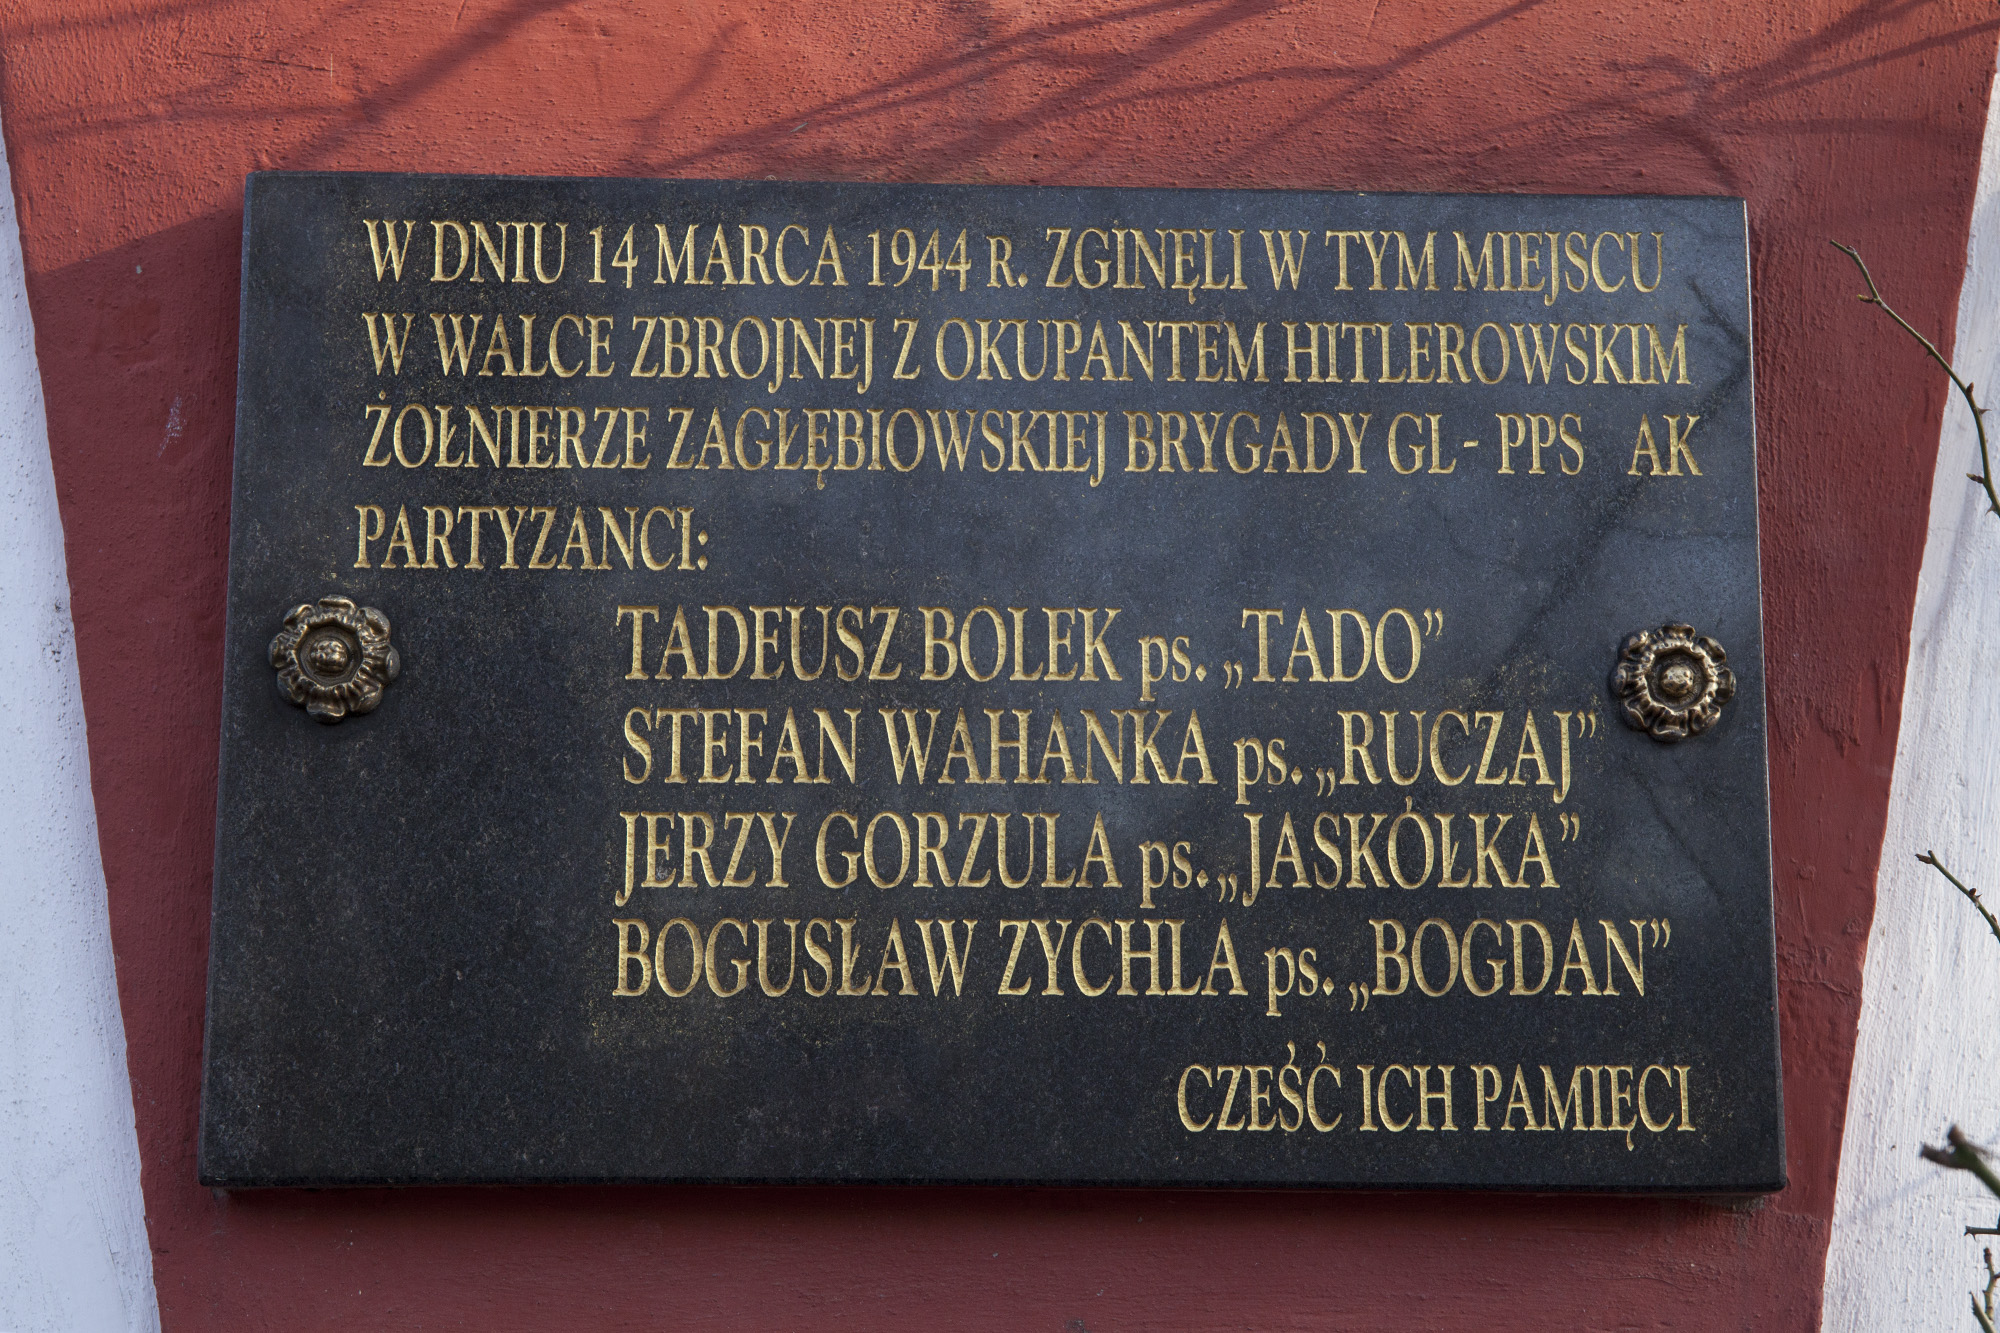 W DNIU 14 MARCA 1944 R. ZGINĘLI W TYM MIEJSCU
W WALCE ZBROJNEJ Z OKUPANTEM HITLEROWSKIM
ŻOŁNIERZE ZAGŁĘBIOWSKIEJ BRYGADY GL - PPS AK
PARTYZANCI:
TADEUSZ BOLEK ps. „TADO”
STEFAN WAHANKA ps. „RUCZAJ”
JERZY GORZULA ps. „JASKÓŁKA”
BOGUSŁAW ZYCHLA ps. „BOGDAN”
CZEŚĆ ICH PAMIĘCI